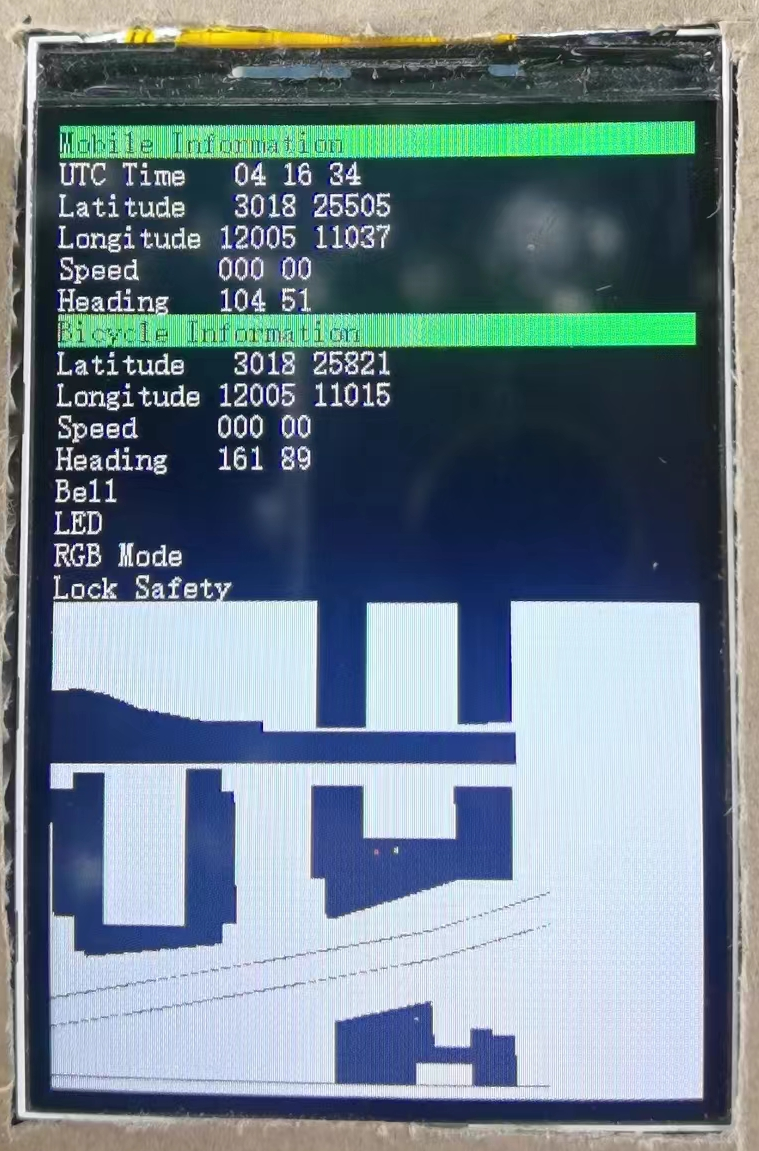 Mobile Information
UTC Time 04 16 34
Latitude 3018 25505
Longitude 12005 11037
Speed 000 00
Heading 104 51
Bicycle Information
Latitude 3018 25821
Longitude 12005 11015
Speed 000 00
Heading 161 89
Bell
LED
RGB Mode
Lock Safety